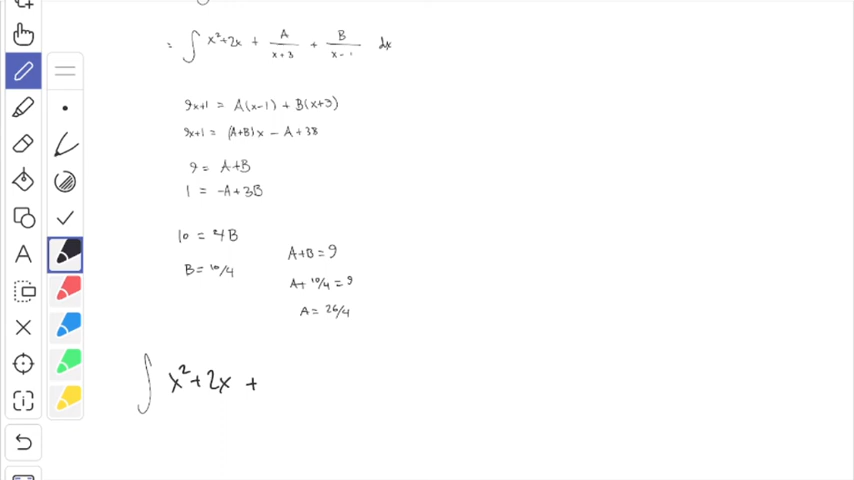 = ∫ x²+2x + A/(x+3) + B/(x-1) dx
9x+1 = A(x-1) + B(x+3)
9x+1 = (A+B)x - A+3B
9 = A+B
1 = -A+3B
10 = 4B
B = 10/4
A+B = 9
A+ 10/4 = 9
A = 26/4
∫ x²+2x +